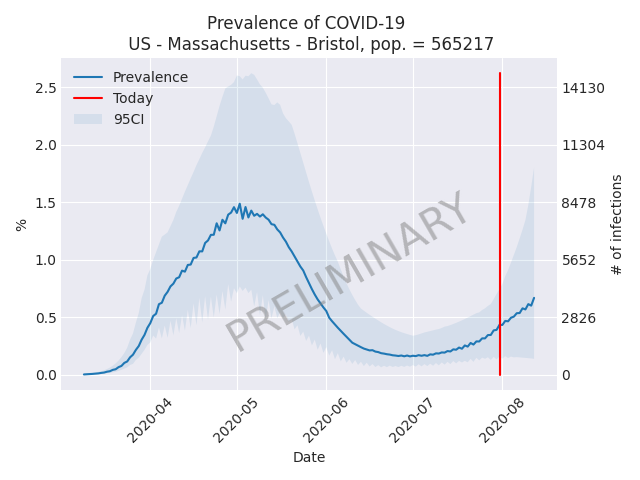 Prevalence of COVID-19
US - Massachusetts - Bristol, pop. = 565217
Prevalence
Today
95CI
2.5
2.0
1.5
1.0
0.5
0.0
%
14130
11304
8478
5652
2826
0
# of infections
PRELIMINARY
2020-04
2020-05
2020-06
2020-07
2020-08
Date